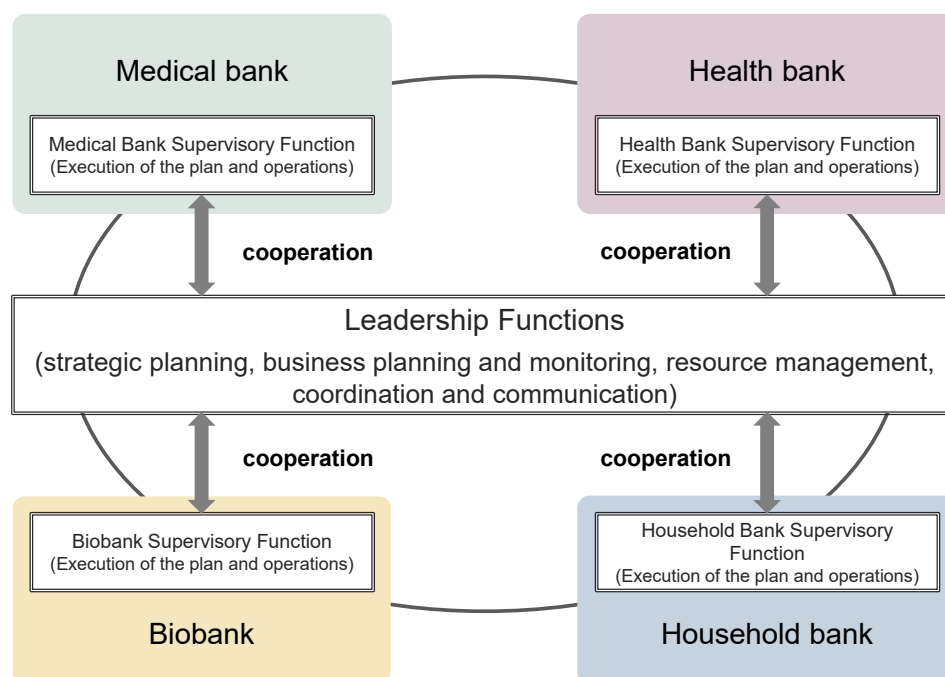 Medical bank
Health bank
Medical Bank Supervisory Function
(Execution of the plan and operations)
Health Bank Supervisory Function
(Execution of the plan and operations)
cooperation
cooperation
Leadership Functions
(strategic planning, business planning and monitoring, resource management,
coordination and communication)
cooperation
cooperation
Biobank Supervisory Function
(Execution of the plan and operations)
Household Bank Supervisory
Function
(Execution of the plan and operations)
Biobank
Household bank